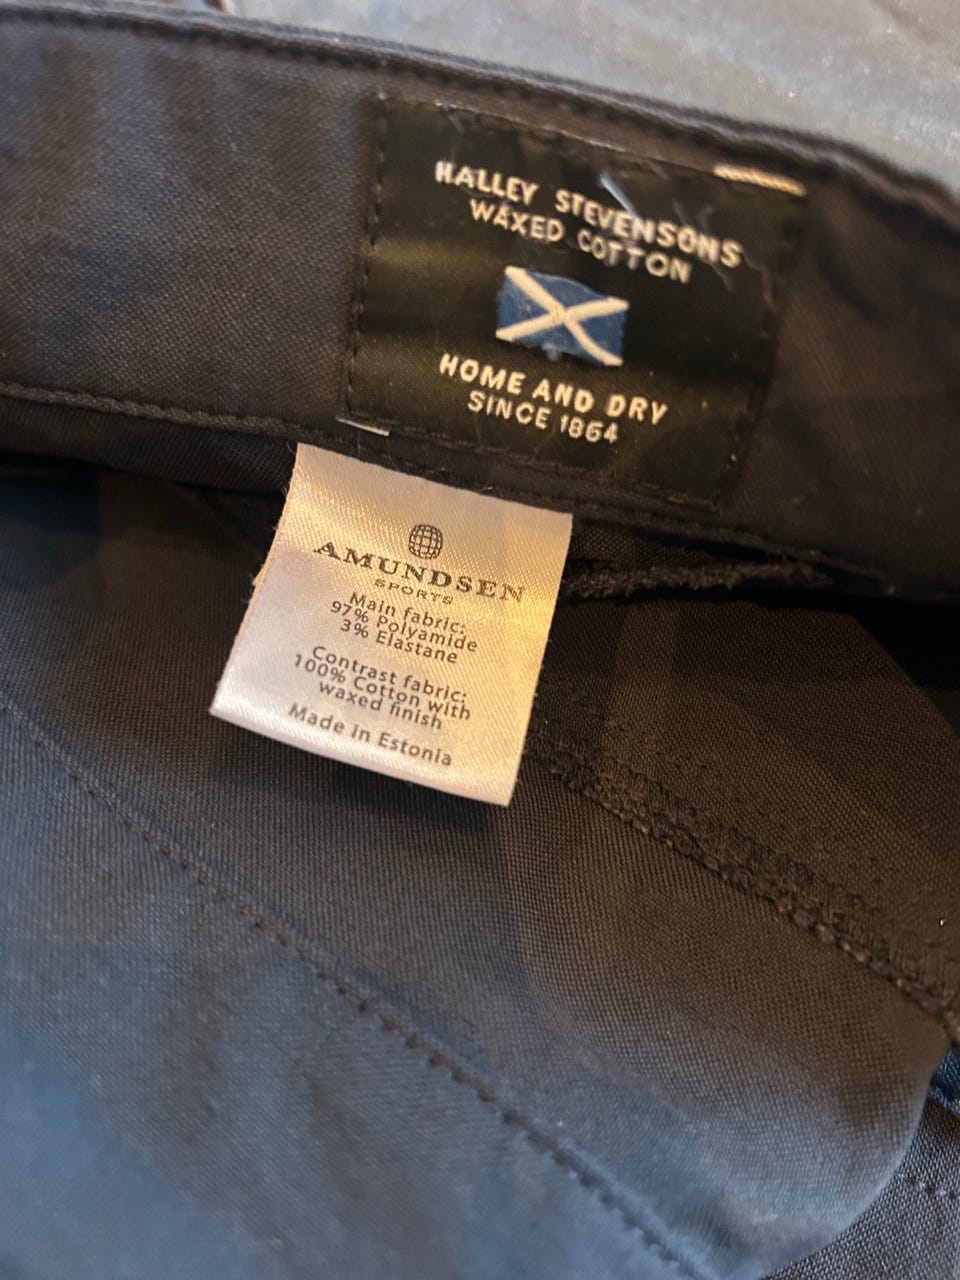 HALLEY STEVENSONS
WAXED COTTON
HOME AND DRY
SINCE 1864
AMUNDSEN
SPORTS
Main fabric:
97% Polyamide
3% Elastane
Contrast fabric:
100% Cotton with
waxed finish
Made in Estonia